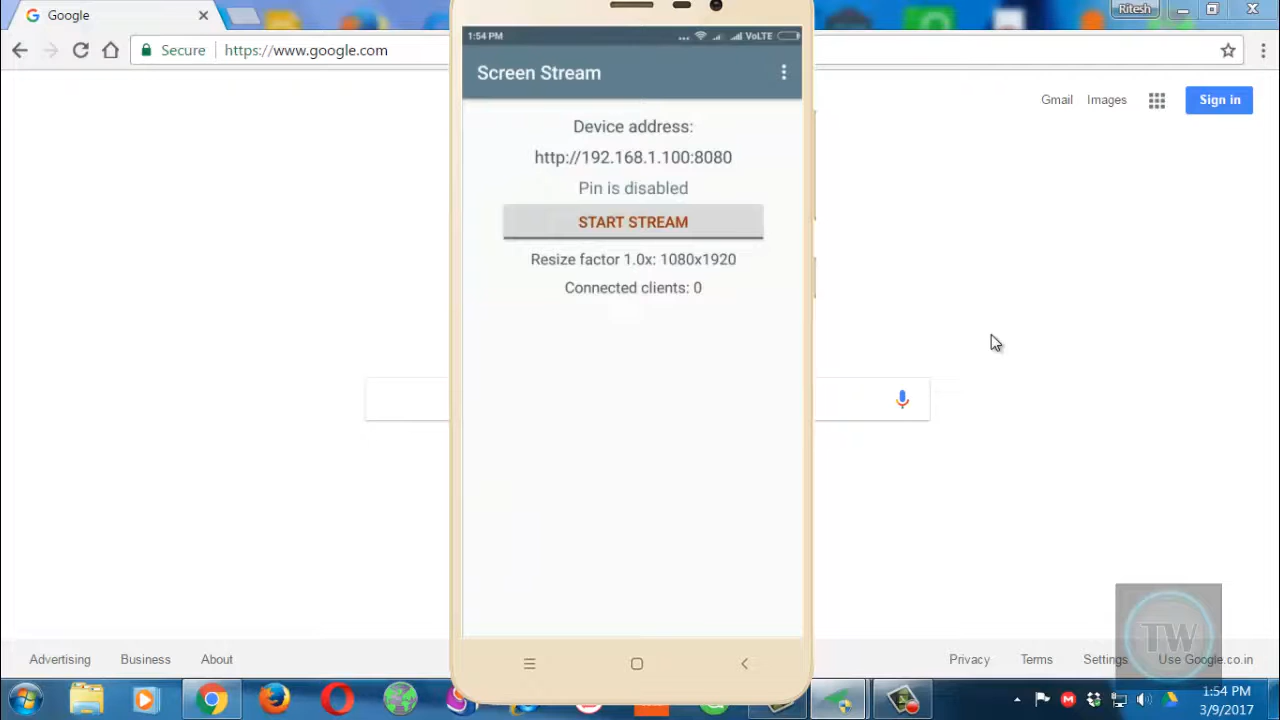 Google
Ritesh
Secure
https://www.google.com
1:54 PM
VoLTE
Screen Stream
Gmail
Images
Sign in
Device address:
http://192.168.1.100:8080
Pin is disabled
START STREAM
Resize factor 1.0x: 1080x1920
Connected clients: 0
TW
Advertising
Business
About
Privacy
Terms
Settings
Use Google.co.in
1:54 PM
3/9/2017